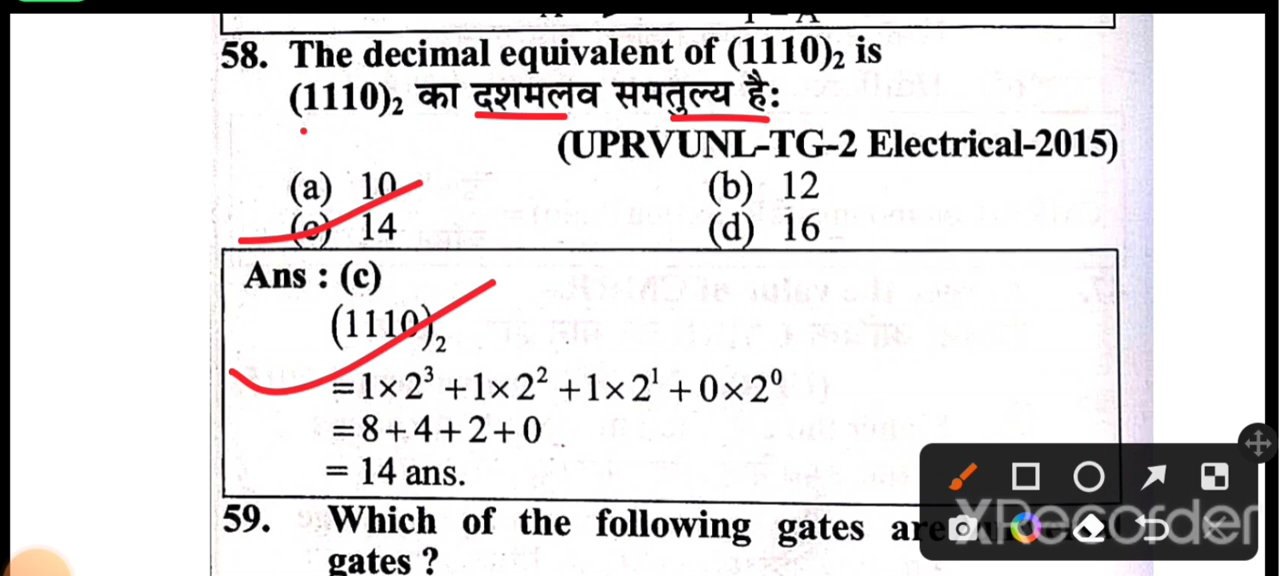 58. The decimal equivalent of (1110)₂ is
(1110)₂ का दशमलव समतुल्य है:
(UPRVUNL-TG-2 Electrical-2015)
(a) 10 (b) 12
(c) 14 (d) 16
Ans : (c)
(1110)₂
=1×2³+1×2²+1×2¹+0×2⁰
=8+4+2+0
= 14 ans.
59. Which of the following gates are
gates ?
XRecorder